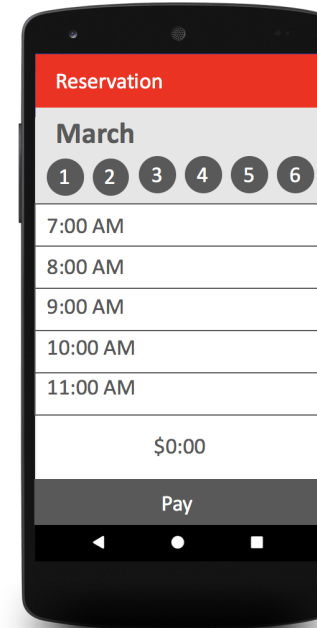 Reservation
March
1 2 3 4 5 6
7:00 AM
8:00 AM
9:00 AM
10:00 AM
11:00 AM
$0:00
Pay